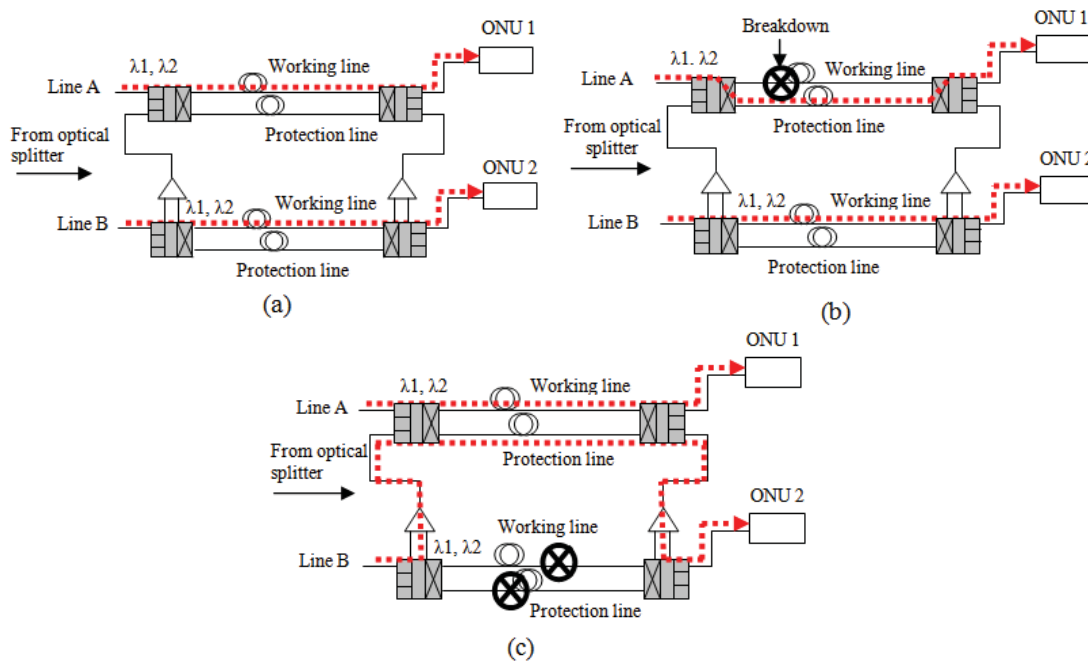 ONU 1
λ1, λ2
Working line
Line A
Protection line
From optical
splitter
ONU 2
λ1, λ2
Working line
Line B
Protection line
(a)
Breakdown
ONU 1
λ1. λ2
Working line
Line A
Protection line
From optical
splitter
ONU 2
λ1, λ2
Working line
Line B
Protection line
(b)
ONU 1
λ1, λ2
Working line
Line A
Protection line
From optical
splitter
ONU 2
Working line
λ1, λ2
Line B
Protection line
(c)